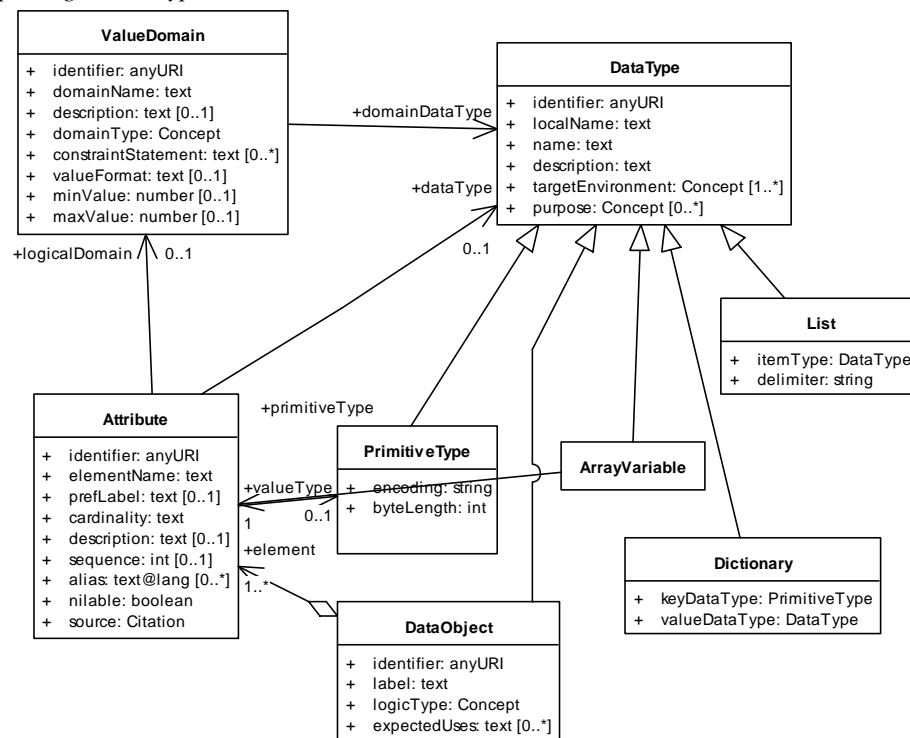 ValueDomain
+ identifier: anyURI
+ domainName: text
+ description: text [0..1]
+ domainType: Concept
+ constraintStatement: text [0..*]
+ valueFormat: text [0..1]
+ minValue: number [0..1]
+ maxValue: number [0..1]
+domainDataType
DataType
+ identifier: anyURI
+ localName: text
+ name: text
+ description: text
+ targetEnvironment: Concept [1..*]
+ purpose: Concept [0..*]
+dataType
0..1
+logicalDomain
0..1
List
+ itemType: DataType
+ delimiter: string
Attribute
+ identifier: anyURI
+ elementName: text
+ prefLabel: text [0..1]
+ cardinality: text
+ description: text [0..1]
+ sequence: int [0..1]
+ alias: text@lang [0..*]
+ nilable: boolean
+ source: Citation
+primitiveType
+valueType
0..1
1
+element
1..*
PrimitiveType
+ encoding: string
+ byteLength: int
ArrayVariable
Dictionary
+ keyDataType: PrimitiveType
+ valueDataType: DataType
DataObject
+ identifier: anyURI
+ label: text
+ logicType: Concept
+ expectedUses: text [0..*]